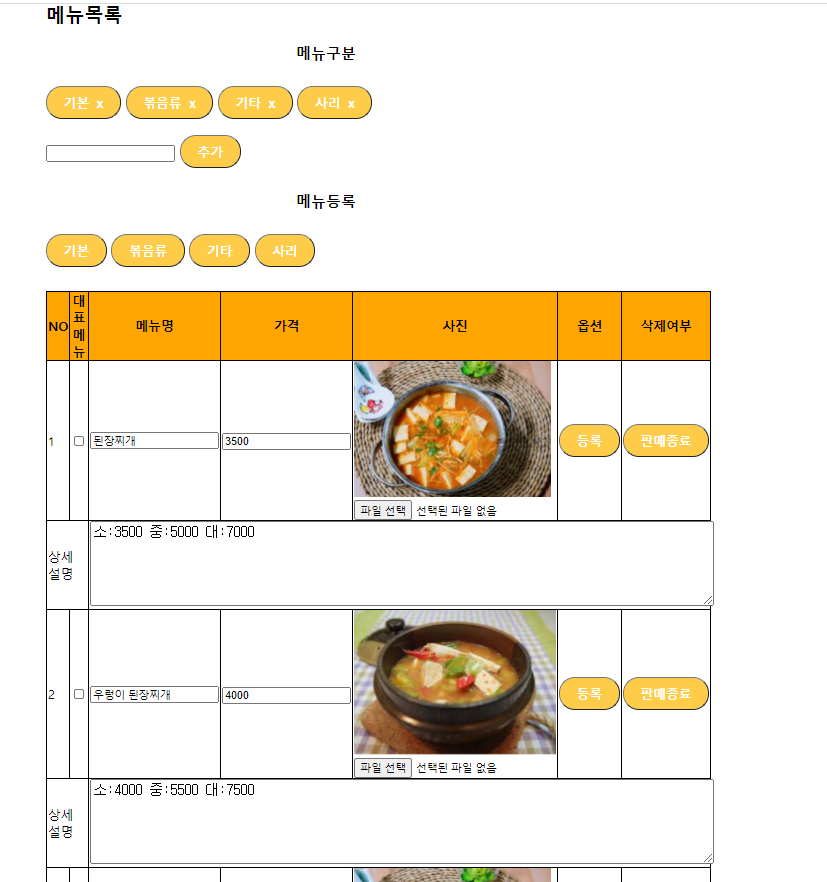 메뉴목록
메뉴구분
기본 x 볶음류 x 기타 x 사리 x
추가
메뉴등록
기본 볶음류 기타 사리
NO 대표메뉴 메뉴명 가격 사진 옵션 삭제여부
1 된장찌개 3500 등록 판매종료
파일 선택 선택된 파일 없음
상세
설명
소:3500 중:5000 대:7000
2 우렁이 된장찌개 4000 등록 판매종료
파일 선택 선택된 파일 없음
상세
설명
소:4000 중:5500 대:7500